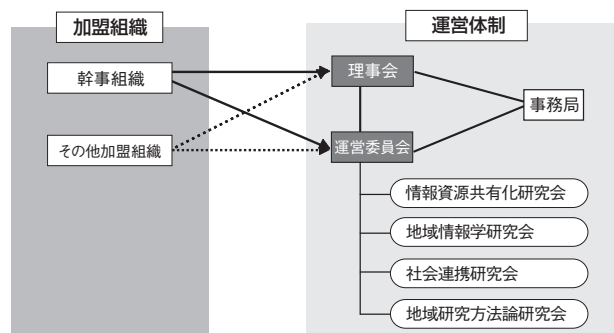 加盟組織
幹事組織
その他加盟組織
運営体制
理事会
事務局
運営委員会
情報資源共有化研究会
地域情報学研究会
社会連携研究会
地域研究方法論研究会